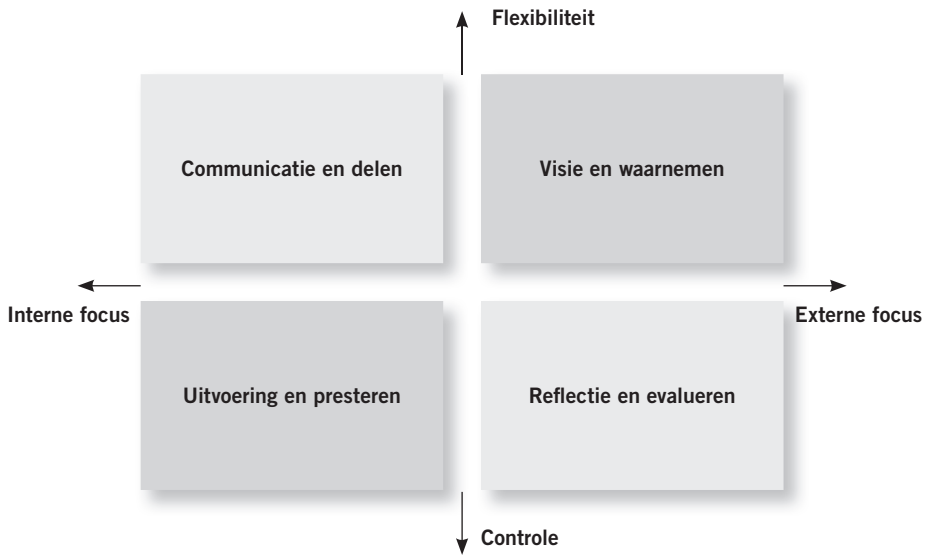 Flexibiliteit
Communicatie en delen
Visie en waarnemen
Interne focus
Externe focus
Uitvoering en presteren
Reflectie en evalueren
Controle